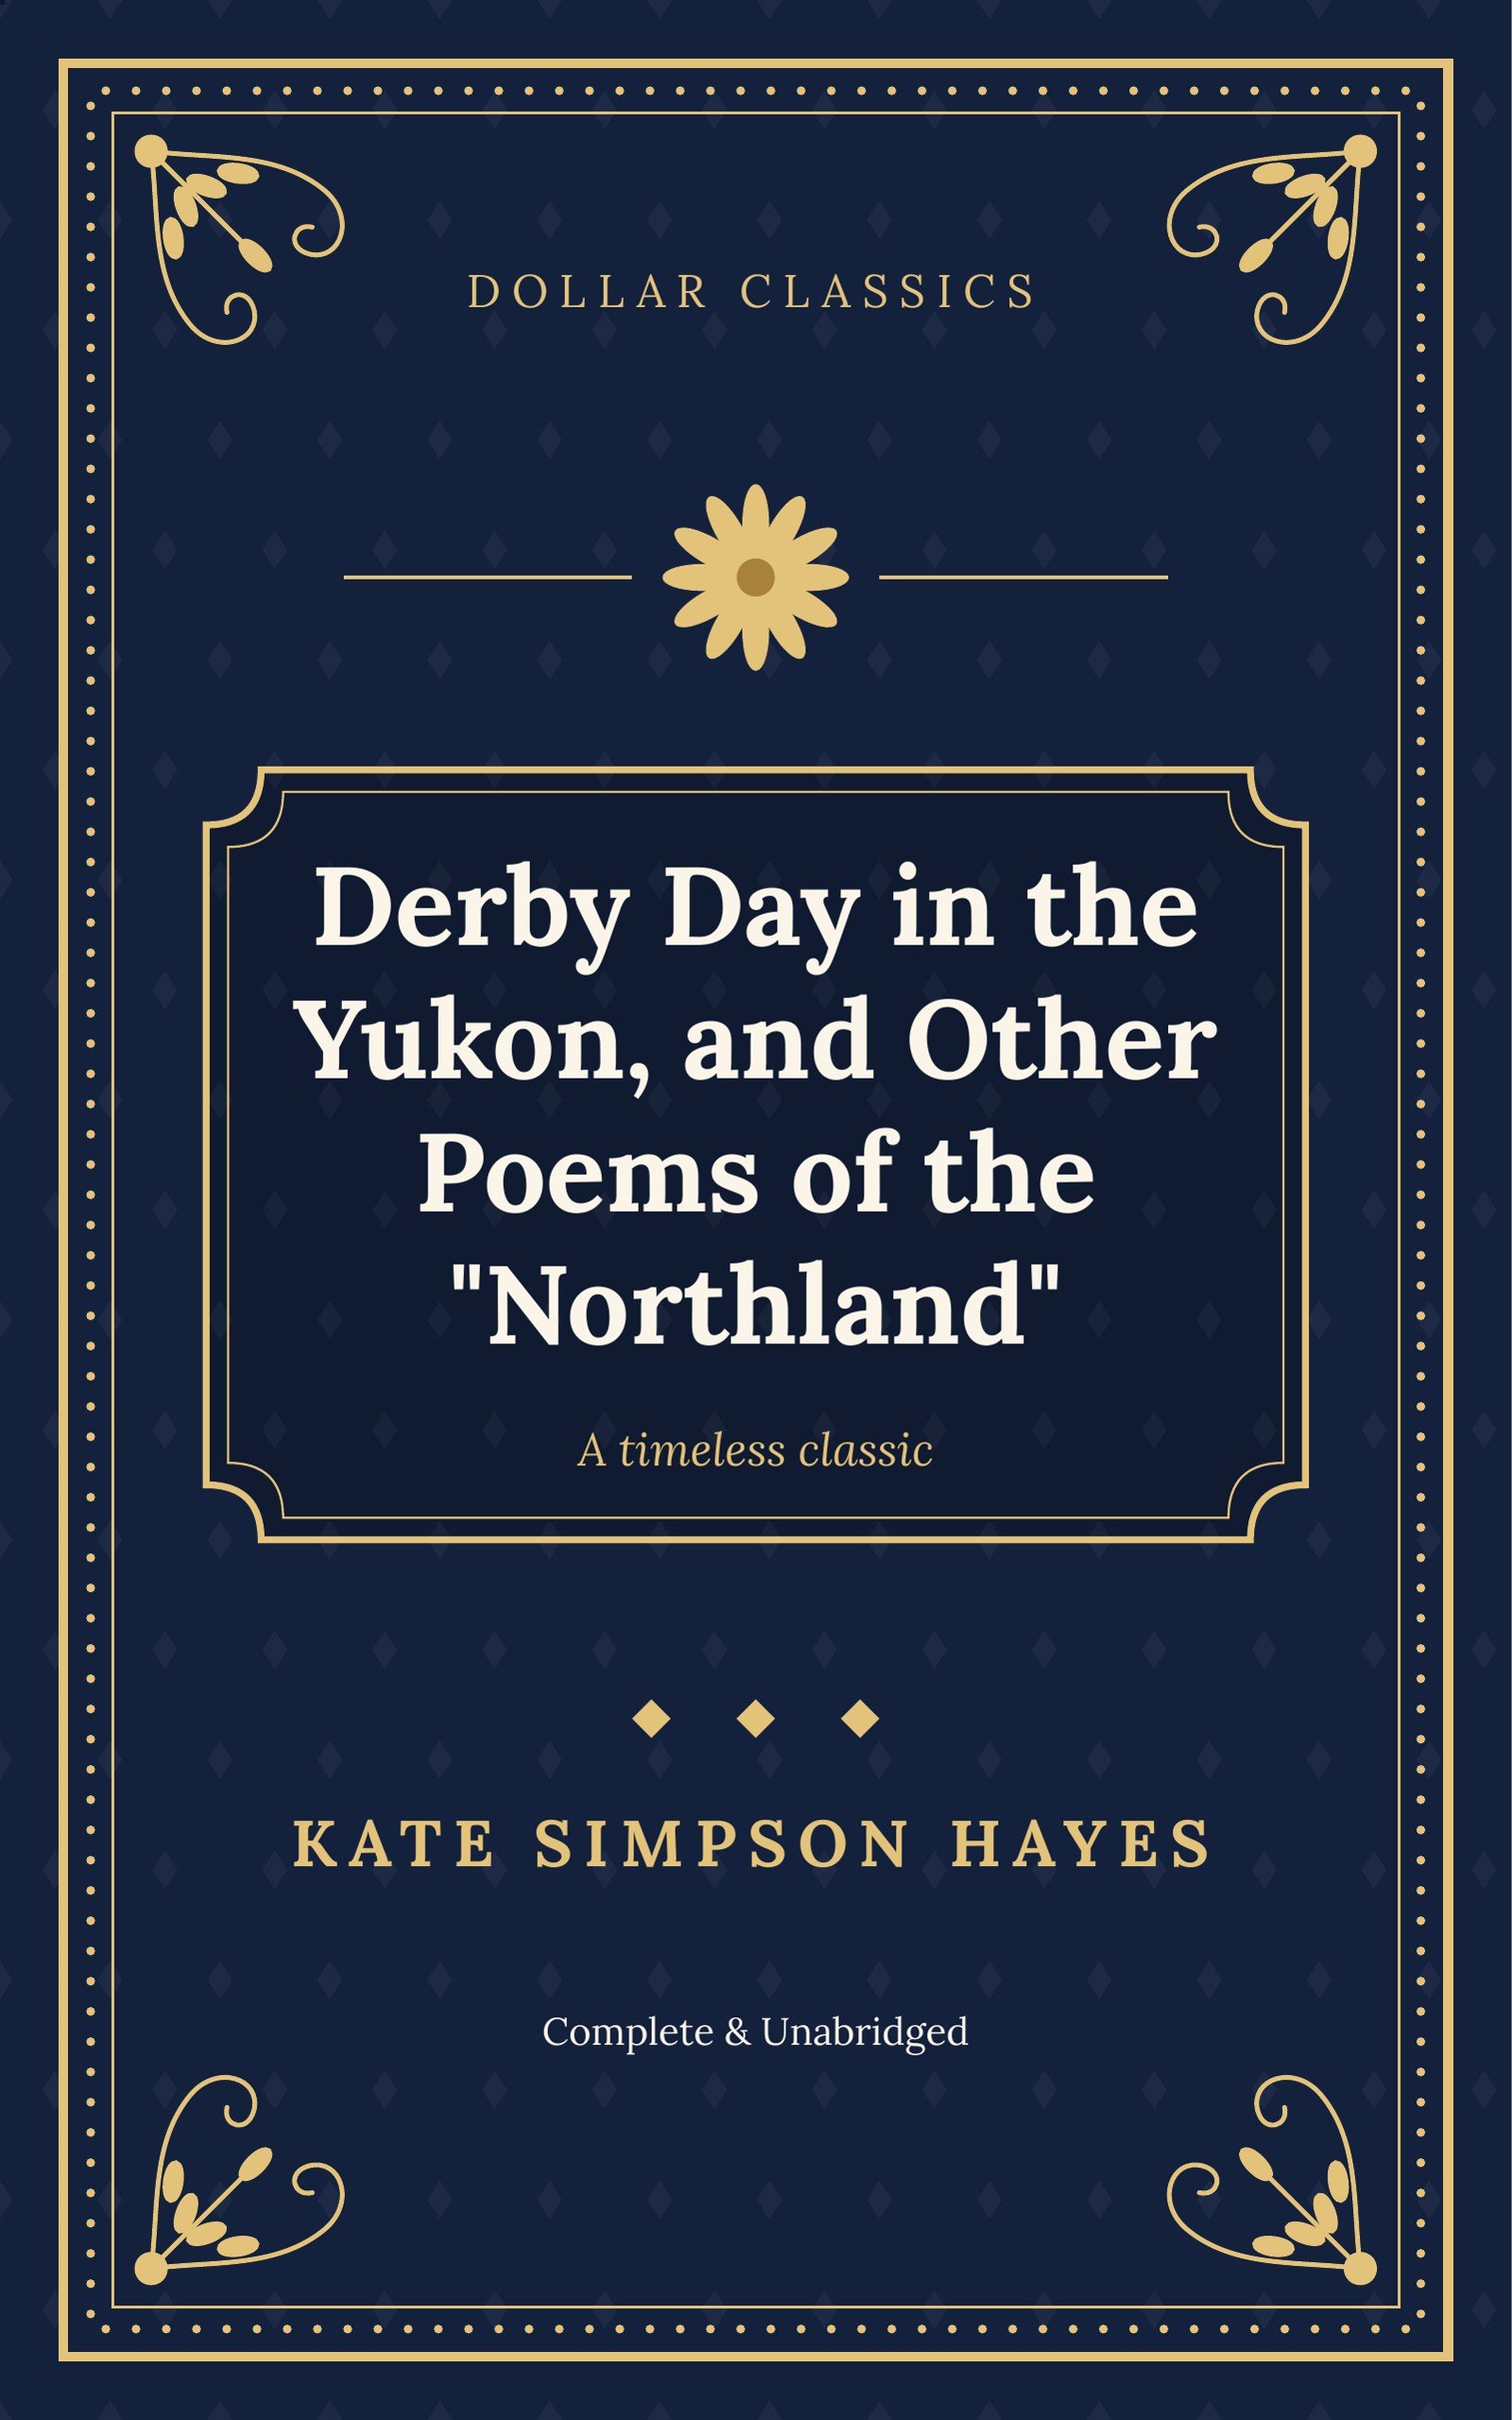 DOLLAR CLASSICS
Derby Day in the
Yukon, and Other
Poems of the
"Northland"
A timeless classic
KATE SIMPSON HAYES
Complete & Unabridged